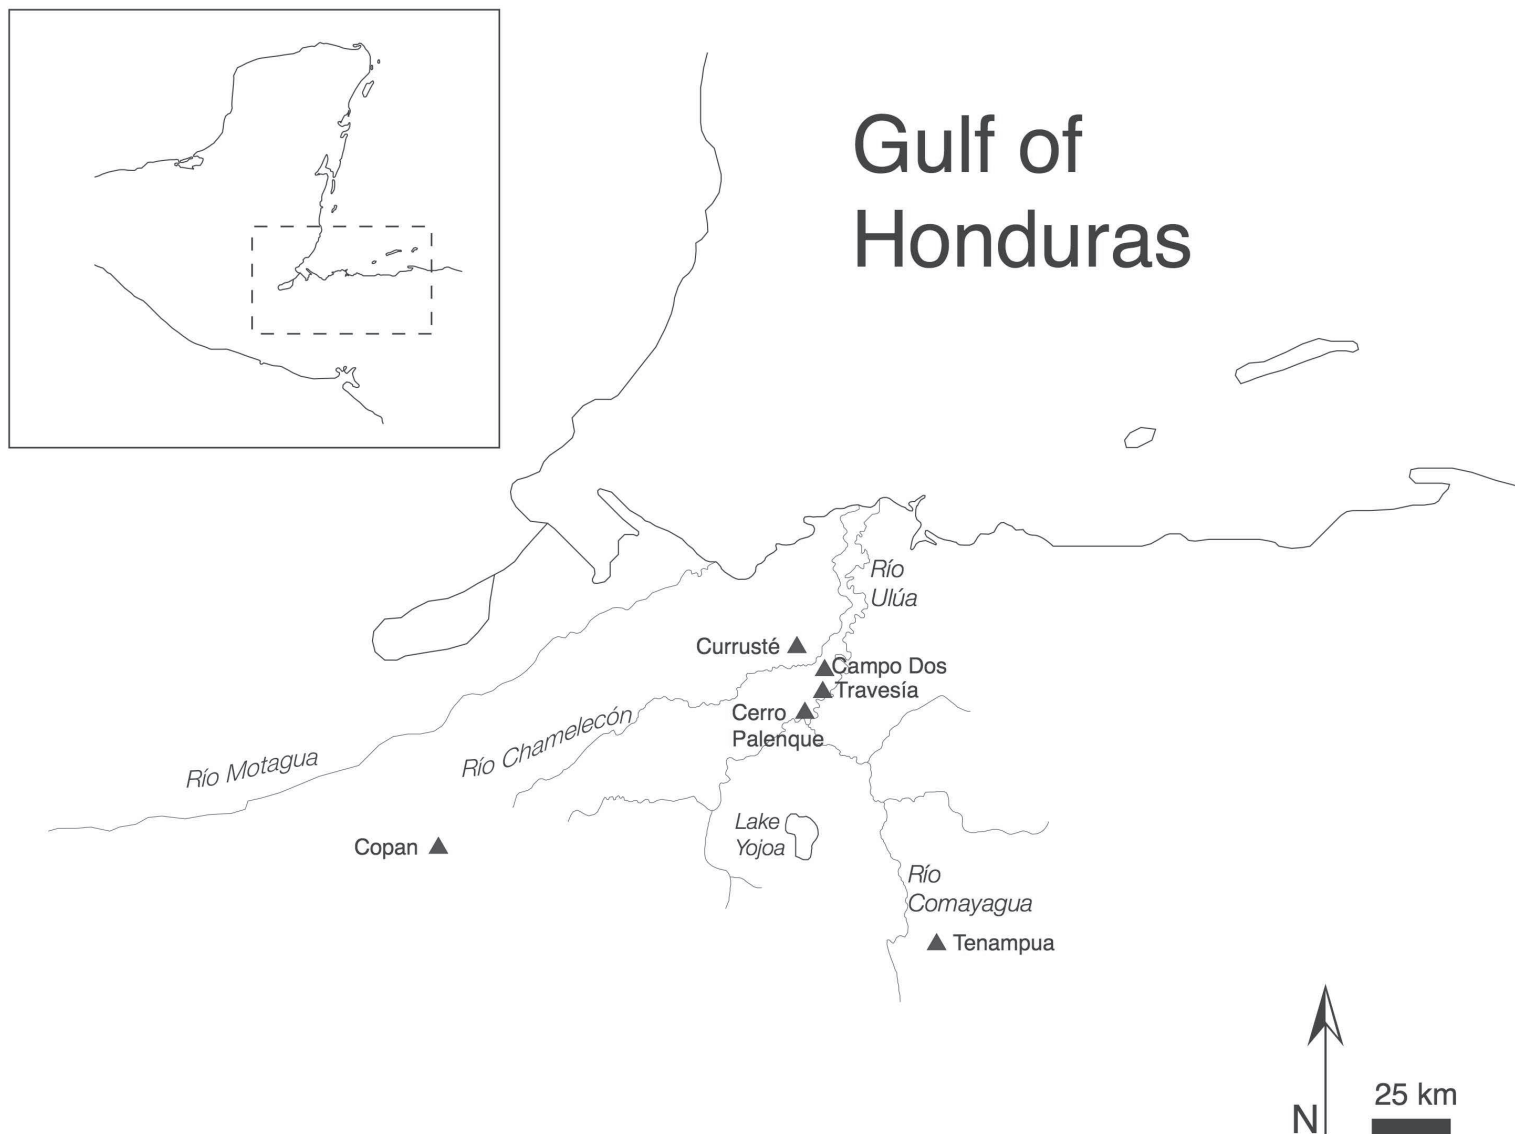 Gulf of
Honduras
Río
Ulúa
Currusté
Campo Dos
Travesía
Cerro
Palenque
Río Chamelecón
Río Motagua
Lake
Yojoa
Copan
Río
Comayagua
Tenampua
25 km
N